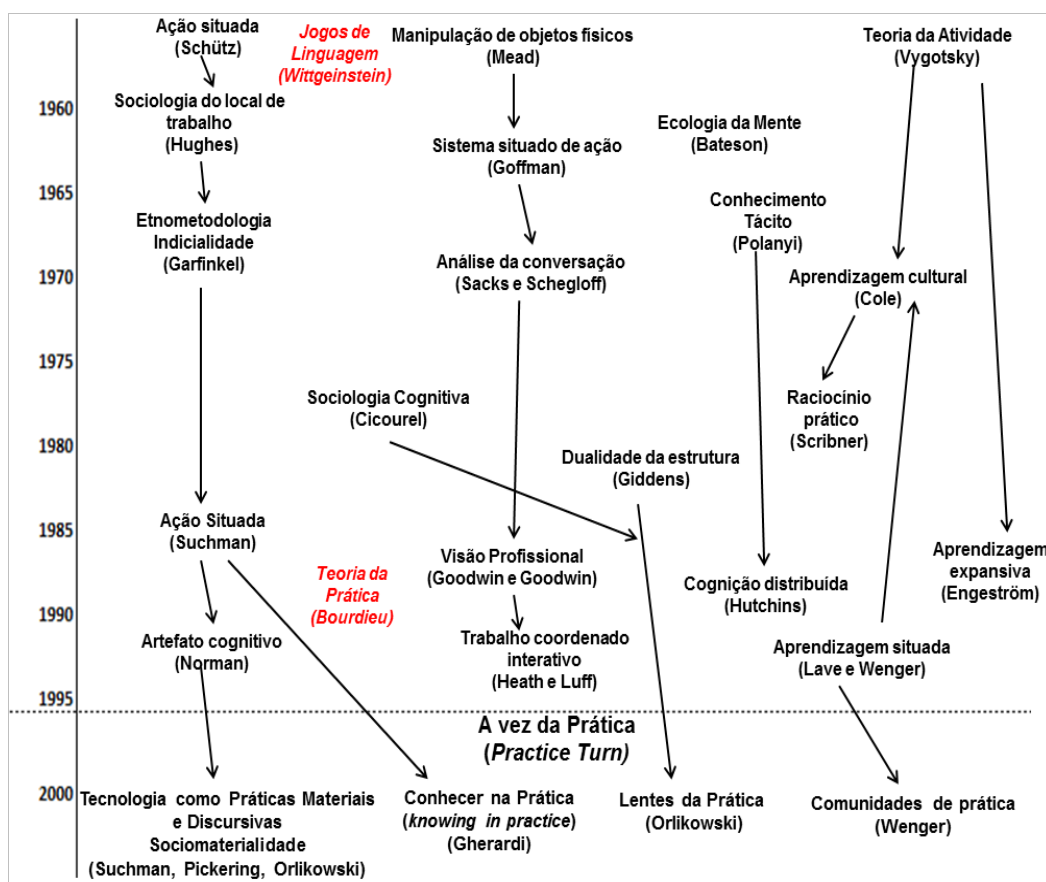 Ação situada
(Schütz)
Jogos de
Linguagem
(Wittgeinstein)
Manipulação de objetos físicos
(Mead)
Teoria da Atividade
(Vygotsky)
1960
Sociologia do local de
trabalho
(Hughes)
Ecologia da Mente
(Bateson)
Sistema situado de ação
(Goffman)
1965
Conhecimento
Tácito
(Polanyi)
Etnometodologia
Indicialidade
(Garfinkel)
1970
Análise da conversação
(Sacks e Schegloff)
Aprendizagem cultural
(Cole)
1975
Sociologia Cognitiva
(Cicourel)
Raciocínio
prático
(Scribner)
1980
Dualidade da estrutura
(Giddens)
1985
Ação Situada
(Suchman)
Visão Profissional
(Goodwin e Goodwin)
Aprendizagem
expansiva
(Engeström)
Teoria da
Prática
(Bourdieu)
Cognição distribuída
(Hutchins)
1990
Artefato cognitivo
(Norman)
Trabalho coordenado
interativo
(Heath e Luff)
Aprendizagem situada
(Lave e Wenger)
1995
A vez da Prática
(Practice Turn)
2000
Tecnologia como Práticas Materiais
e Discursivas
Sociomaterialidade
(Suchman, Pickering, Orlikowski)
Conhecer na Prática
(knowing in practice)
Gherardi)
Lentes da Prática
(Orlikowski)
Comunidades de prática
(Wenger)